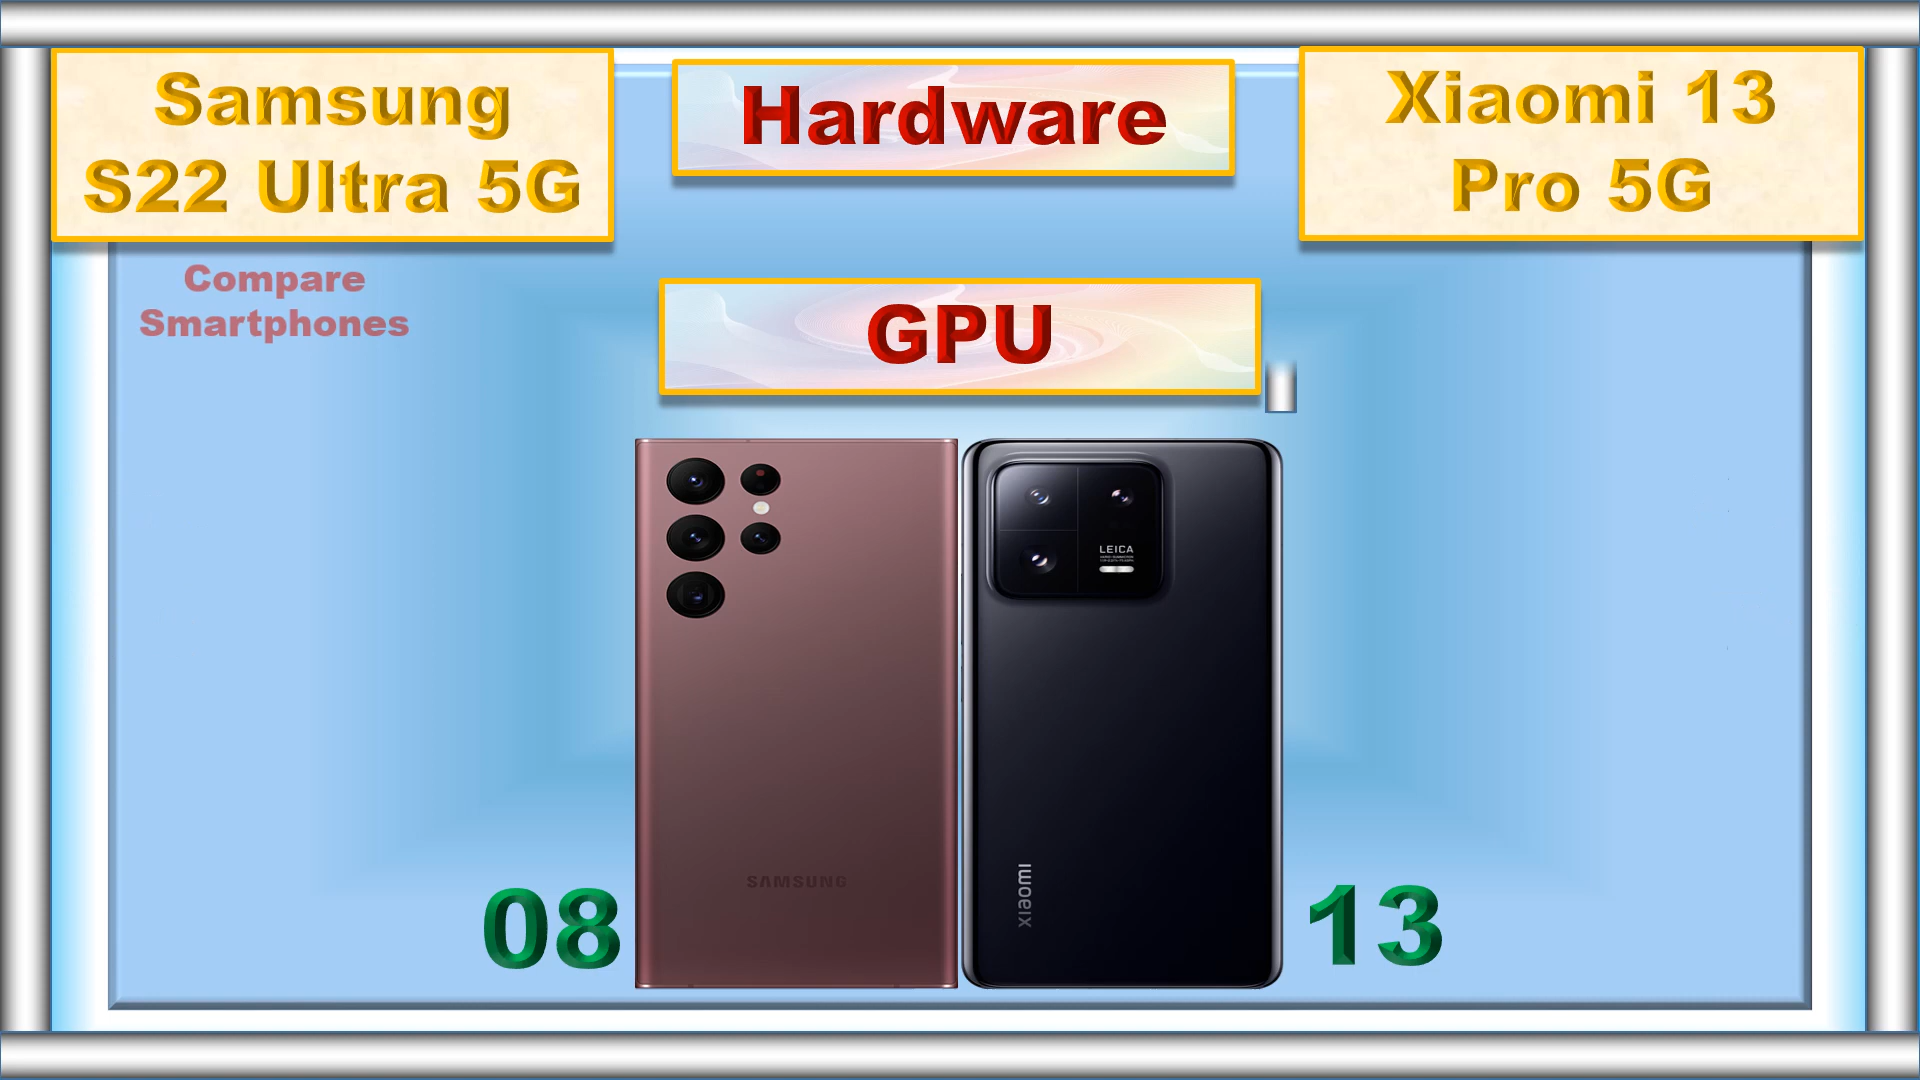 Samsung
S22 Ultra 5G
Hardware
Xiaomi 13
Pro 5G
Compare
Smartphones
GPU
LEICA
SAMSUNG
xiaomi
08
13